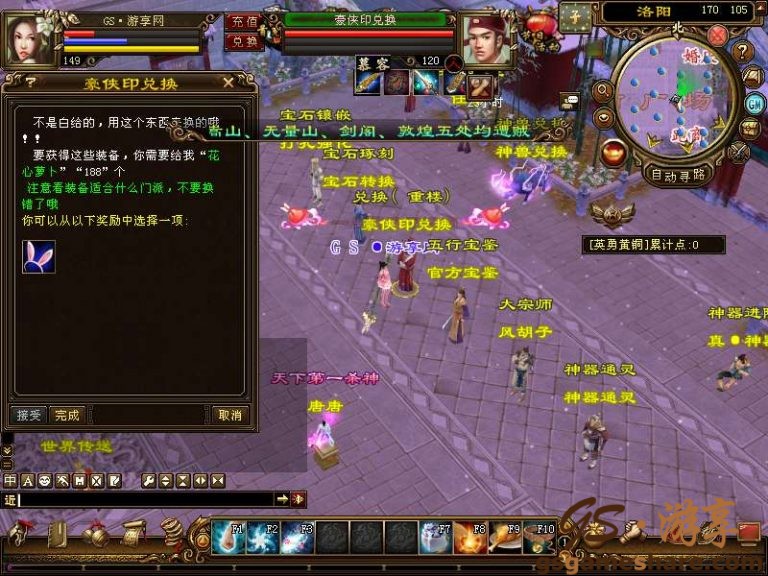 GS·游享网
充值
兑换
149
豪侠印兑换
120
慕容
洛阳 170 105
北
GM
自动寻路
豪侠印兑换
不是白给的，用这个东西于换的哦
！！
要获得这些装备，你需要给我“花
心萝卜”“188”个
注意看装备适合什么门派，不要换
错了哦
你可以从以下奖励中选择一项:
接受 完成 取消
嵩山、无量山、剑阁、敦煌五处均遭贼
宝石镶嵌
宝石琢刻
神兽兑换
宝石转换
兑换（重楼）
豪侠印兑换
GS·游享
五行宝鉴
官方宝鉴
[英勇黄铜]累计点:0
大宗师
风胡子
神器进阶
真·神器
神器通灵
神器通灵
天下第一杀神
唐唐
世界传送
近
F1 F2 F3 F7 F8 F9 F10
GS·游享
gsgameshare.com